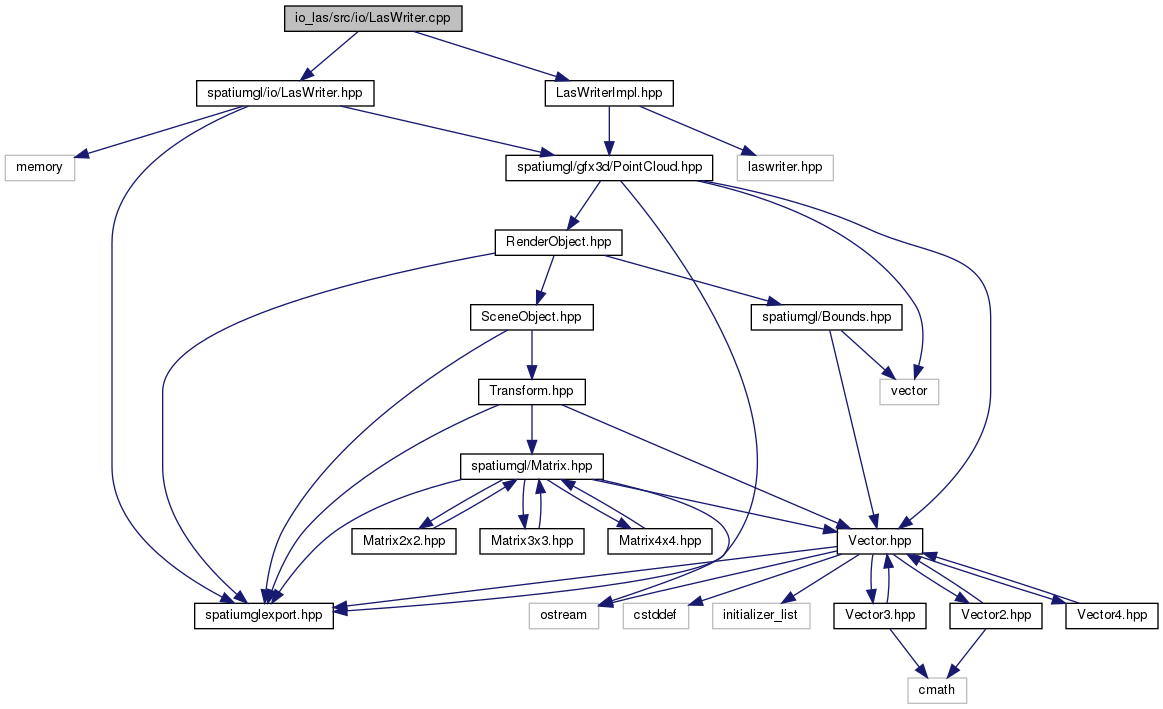 io_las/src/io/LasWriter.cpp
spatiumgl/io/LasWriter.hpp
LasWriterImpl.hpp
memory
spatiumgl/gfx3d/PointCloud.hpp
laswriter.hpp
RenderObject.hpp
SceneObject.hpp
spatiumgl/Bounds.hpp
Transform.hpp
vector
spatiumgl/Matrix.hpp
Matrix2x2.hpp
Matrix3x3.hpp
Matrix4x4.hpp
Vector.hpp
spatiumglexport.hpp
ostream
cstddef
initializer_list
Vector3.hpp
Vector2.hpp
Vector4.hpp
cmath